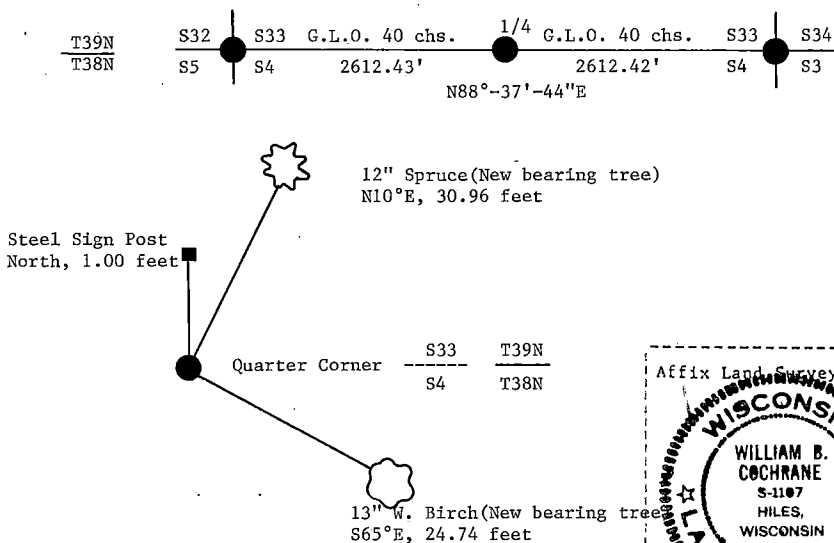 T39N S32 S33 G.L.O. 40 chs. 1/4 G.L.O. 40 chs. S33 S34
T38N S5 S4 2612.43' 2612.42' S4 S3
N88°-37'-44"E
12" Spruce(New bearing tree)
N10°E, 30.96 feet
Steel Sign Post
North, 1.00 feet
Quarter Corner S33 T39N
S4 T38N
Affix Land
WISCONSI
WILLIAM B.
COCHRANE
S-1107
HILES,
WISCONSIN
LA
13" W. Birch(New bearing tree
S65°E, 24.74 feet